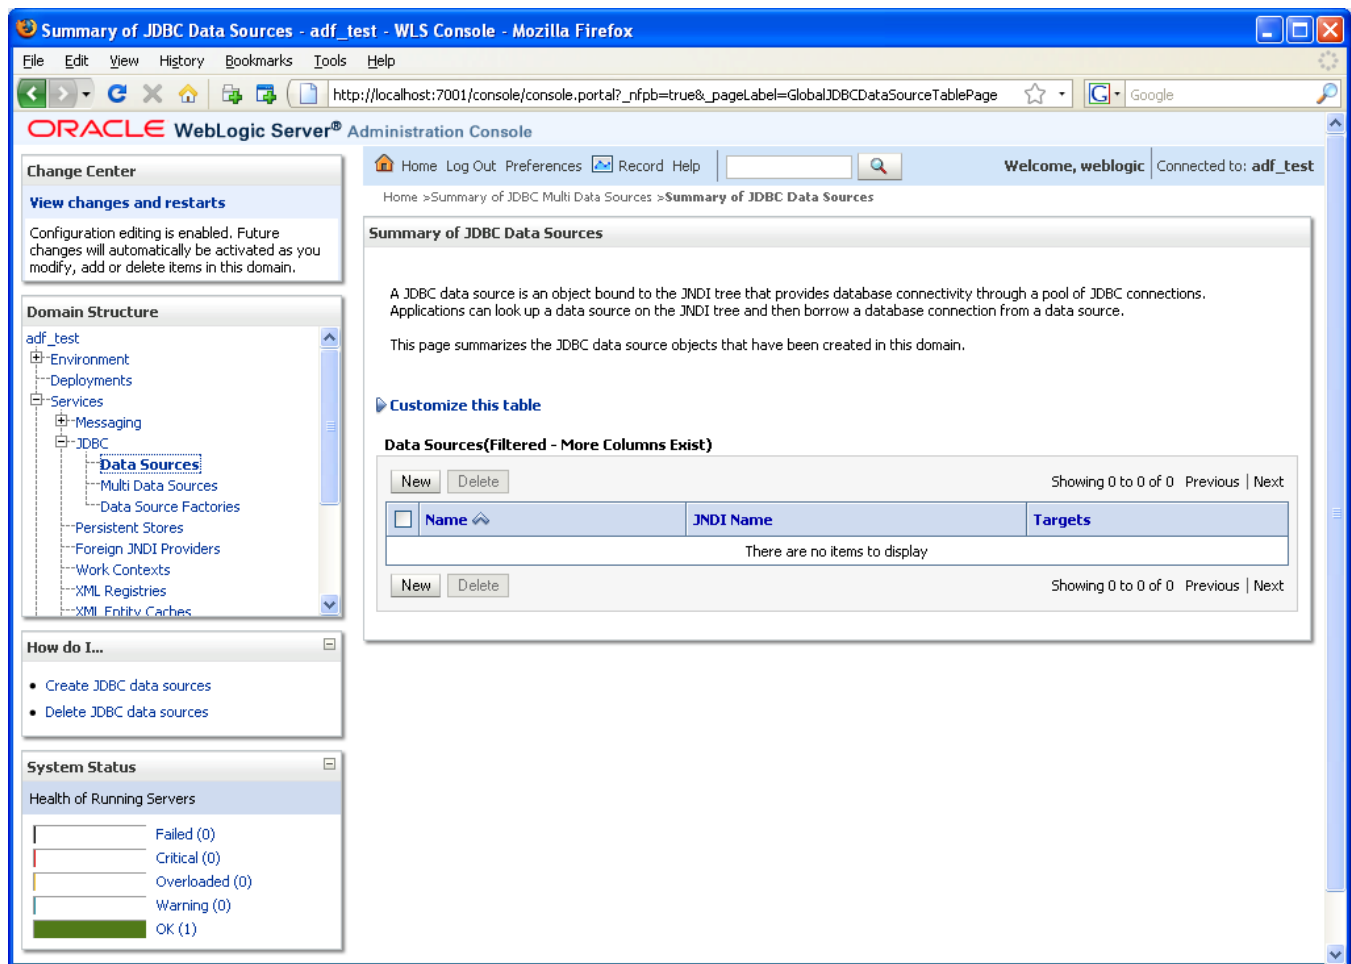 Summary of JDBC Data Sources - adf_test - WLS Console - Mozilla Firefox
File Edit View History Bookmarks Tools Help
http://localhost:7001/console/console.portal?_nfpb=true&_pageLabel=GlobalJDBCDataSourceTablePage
G Google
ORACLE WebLogic Server® Administration Console
Change Center
View changes and restarts
Configuration editing is enabled. Future
changes will automatically be activated as you
modify, add or delete items in this domain.
Domain Structure
adf_test
Environment
Deployments
Services
Messaging
JDBC
Data Sources
Multi Data Sources
Data Source Factories
Persistent Stores
Foreign JNDI Providers
Work Contexts
XML Registries
XML Entity Caches
How do I...
Create JDBC data sources
Delete JDBC data sources
System Status
Health of Running Servers
Failed (0)
Critical (0)
Overloaded (0)
Warning (0)
OK (1)
Home Log Out Preferences Record Help
Welcome, weblogic Connected to: adf_test
Home >Summary of JDBC Multi Data Sources >Summary of JDBC Data Sources
Summary of JDBC Data Sources
A JDBC data source is an object bound to the JNDI tree that provides database connectivity through a pool of JDBC connections.
Applications can look up a data source on the JNDI tree and then borrow a database connection from a data source.
This page summarizes the JDBC data source objects that have been created in this domain.
Customize this table
Data Sources(Filtered - More Columns Exist)
New Delete Showing 0 to 0 of 0 Previous | Next
Name JNDI Name Targets
There are no items to display
New Delete Showing 0 to 0 of 0 Previous | Next